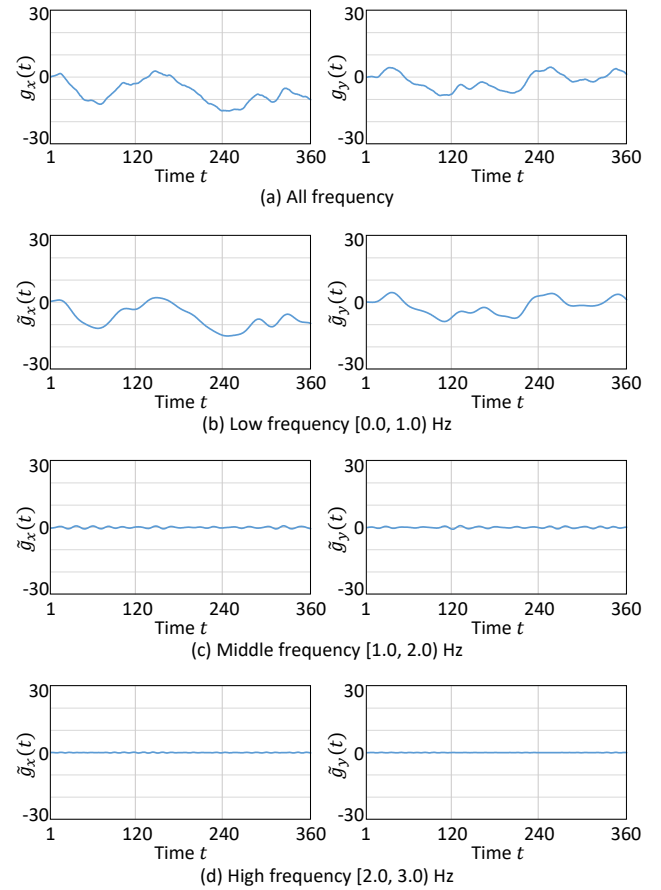 30 30
0 0
-30 -30
g_x(t) g_y(t)
1 120 240 360 1 120 240 360
Time t Time t
(a) All frequency
30 30
0 0
-30 -30
g̃_x(t) g̃_y(t)
1 120 240 360 1 120 240 360
Time t Time t
(b) Low frequency [0.0, 1.0) Hz
30 30
0 0
-30 -30
g̃_x(t) g̃_y(t)
1 120 240 360 1 120 240 360
Time t Time t
(c) Middle frequency [1.0, 2.0) Hz
30 30
0 0
-30 -30
g̃_x(t) g̃_y(t)
1 120 240 360 1 120 240 360
Time t Time t
(d) High frequency [2.0, 3.0) Hz